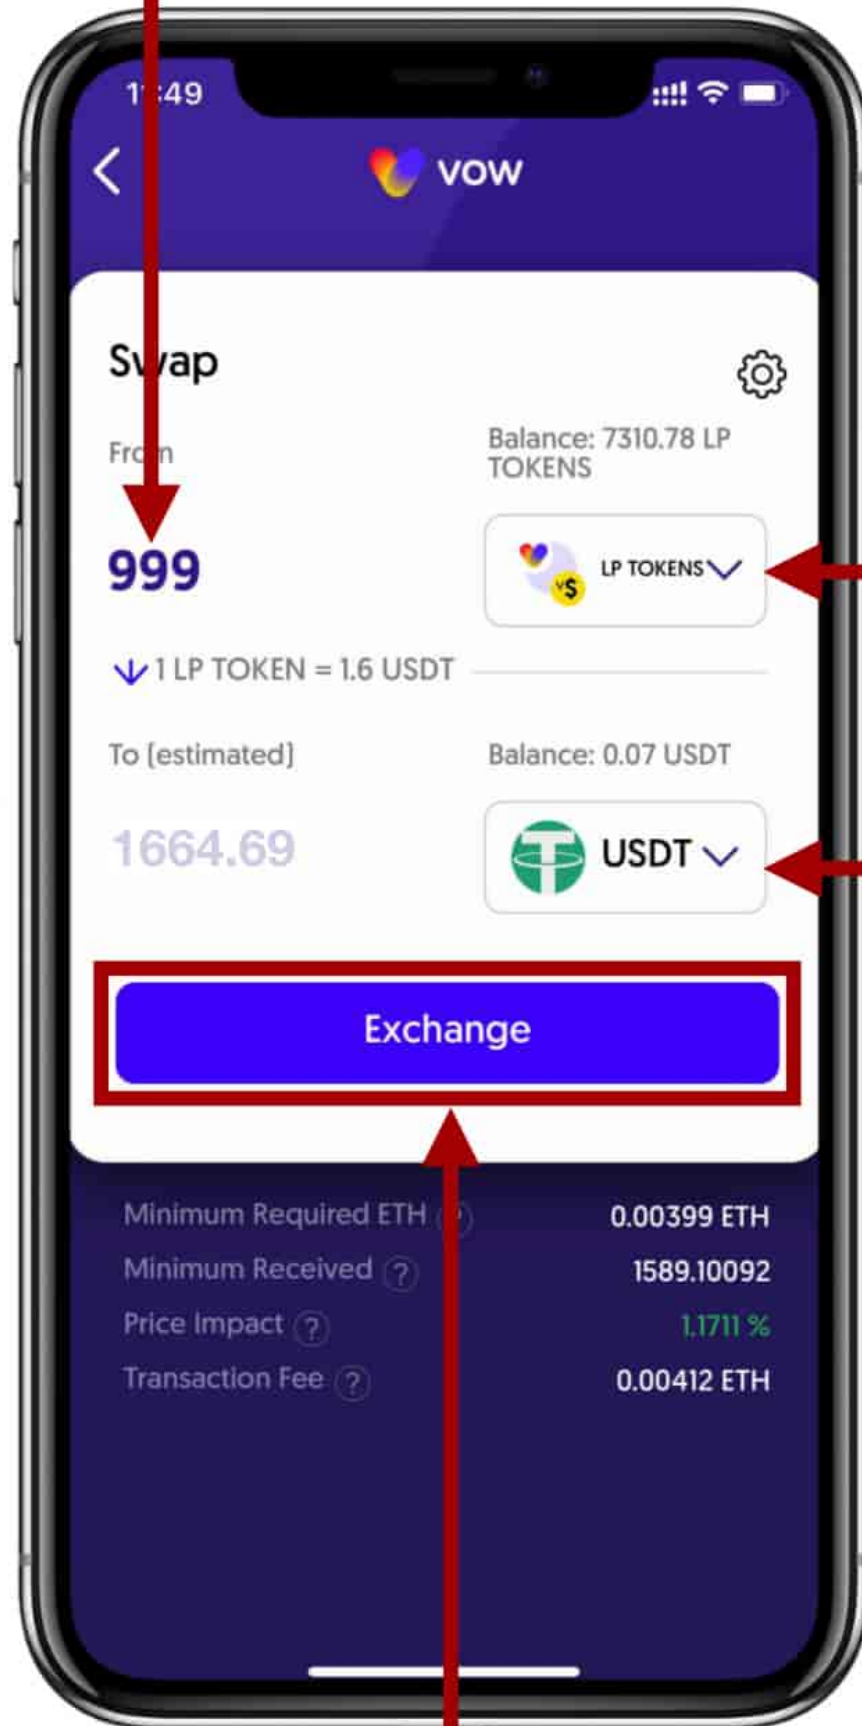 11:49
vow
Swap
From
Balance: 7310.78 LP
TOKENS
999
LP TOKENS
1 LP TOKEN = 1.6 USDT
To (estimated)
Balance: 0.07 USDT
1664.69
USDT
Exchange
Minimum Required ETH ?
0.00399 ETH
Minimum Received ?
1589.10092
Price Impact ?
1.1711 %
Transaction Fee ?
0.00412 ETH